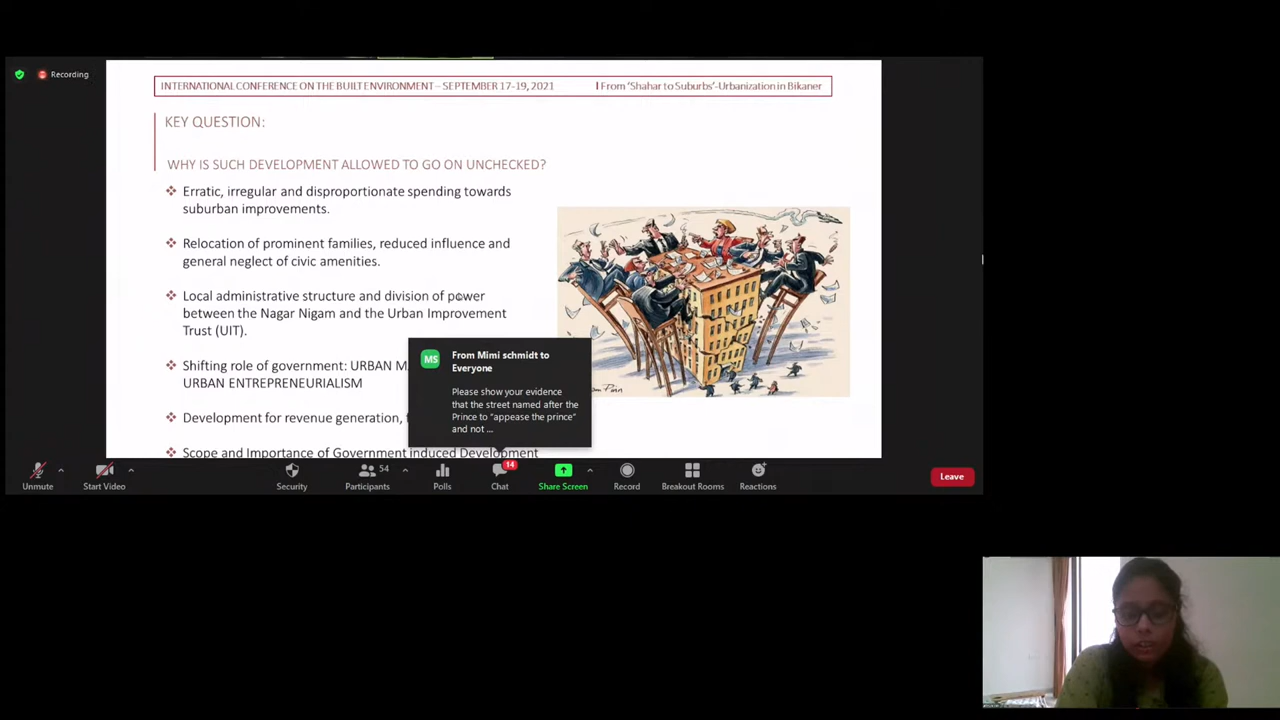 Recording
INTERNATIONAL CONFERENCE ON THE BUILT ENVIRONMENT – SEPTEMBER 17-19, 2021 I From 'Shahar to Suburbs'-Urbanization in Bikaner
KEY QUESTION:
WHY IS SUCH DEVELOPMENT ALLOWED TO GO ON UNCHECKED?
❖ Erratic, irregular and disproportionate spending towards
suburban improvements.
❖ Relocation of prominent families, reduced influence and
general neglect of civic amenities.
❖ Local administrative structure and division of power
between the Nagar Nigam and the Urban Improvement
Trust (UIT).
❖ Shifting role of government: URBAN M
URBAN ENTREPRENEURIALISM
❖ Development for revenue generation,
Scope and Importance of Government induced Development
MS
From Mimi schmidt to
Everyone
Please show your evidence
that the street named after the
Prince to "appease the prince"
and not ...
54
14
Unmute Start Video Security Participants Polls Chat Share Screen Record Breakout Rooms Reactions Leave